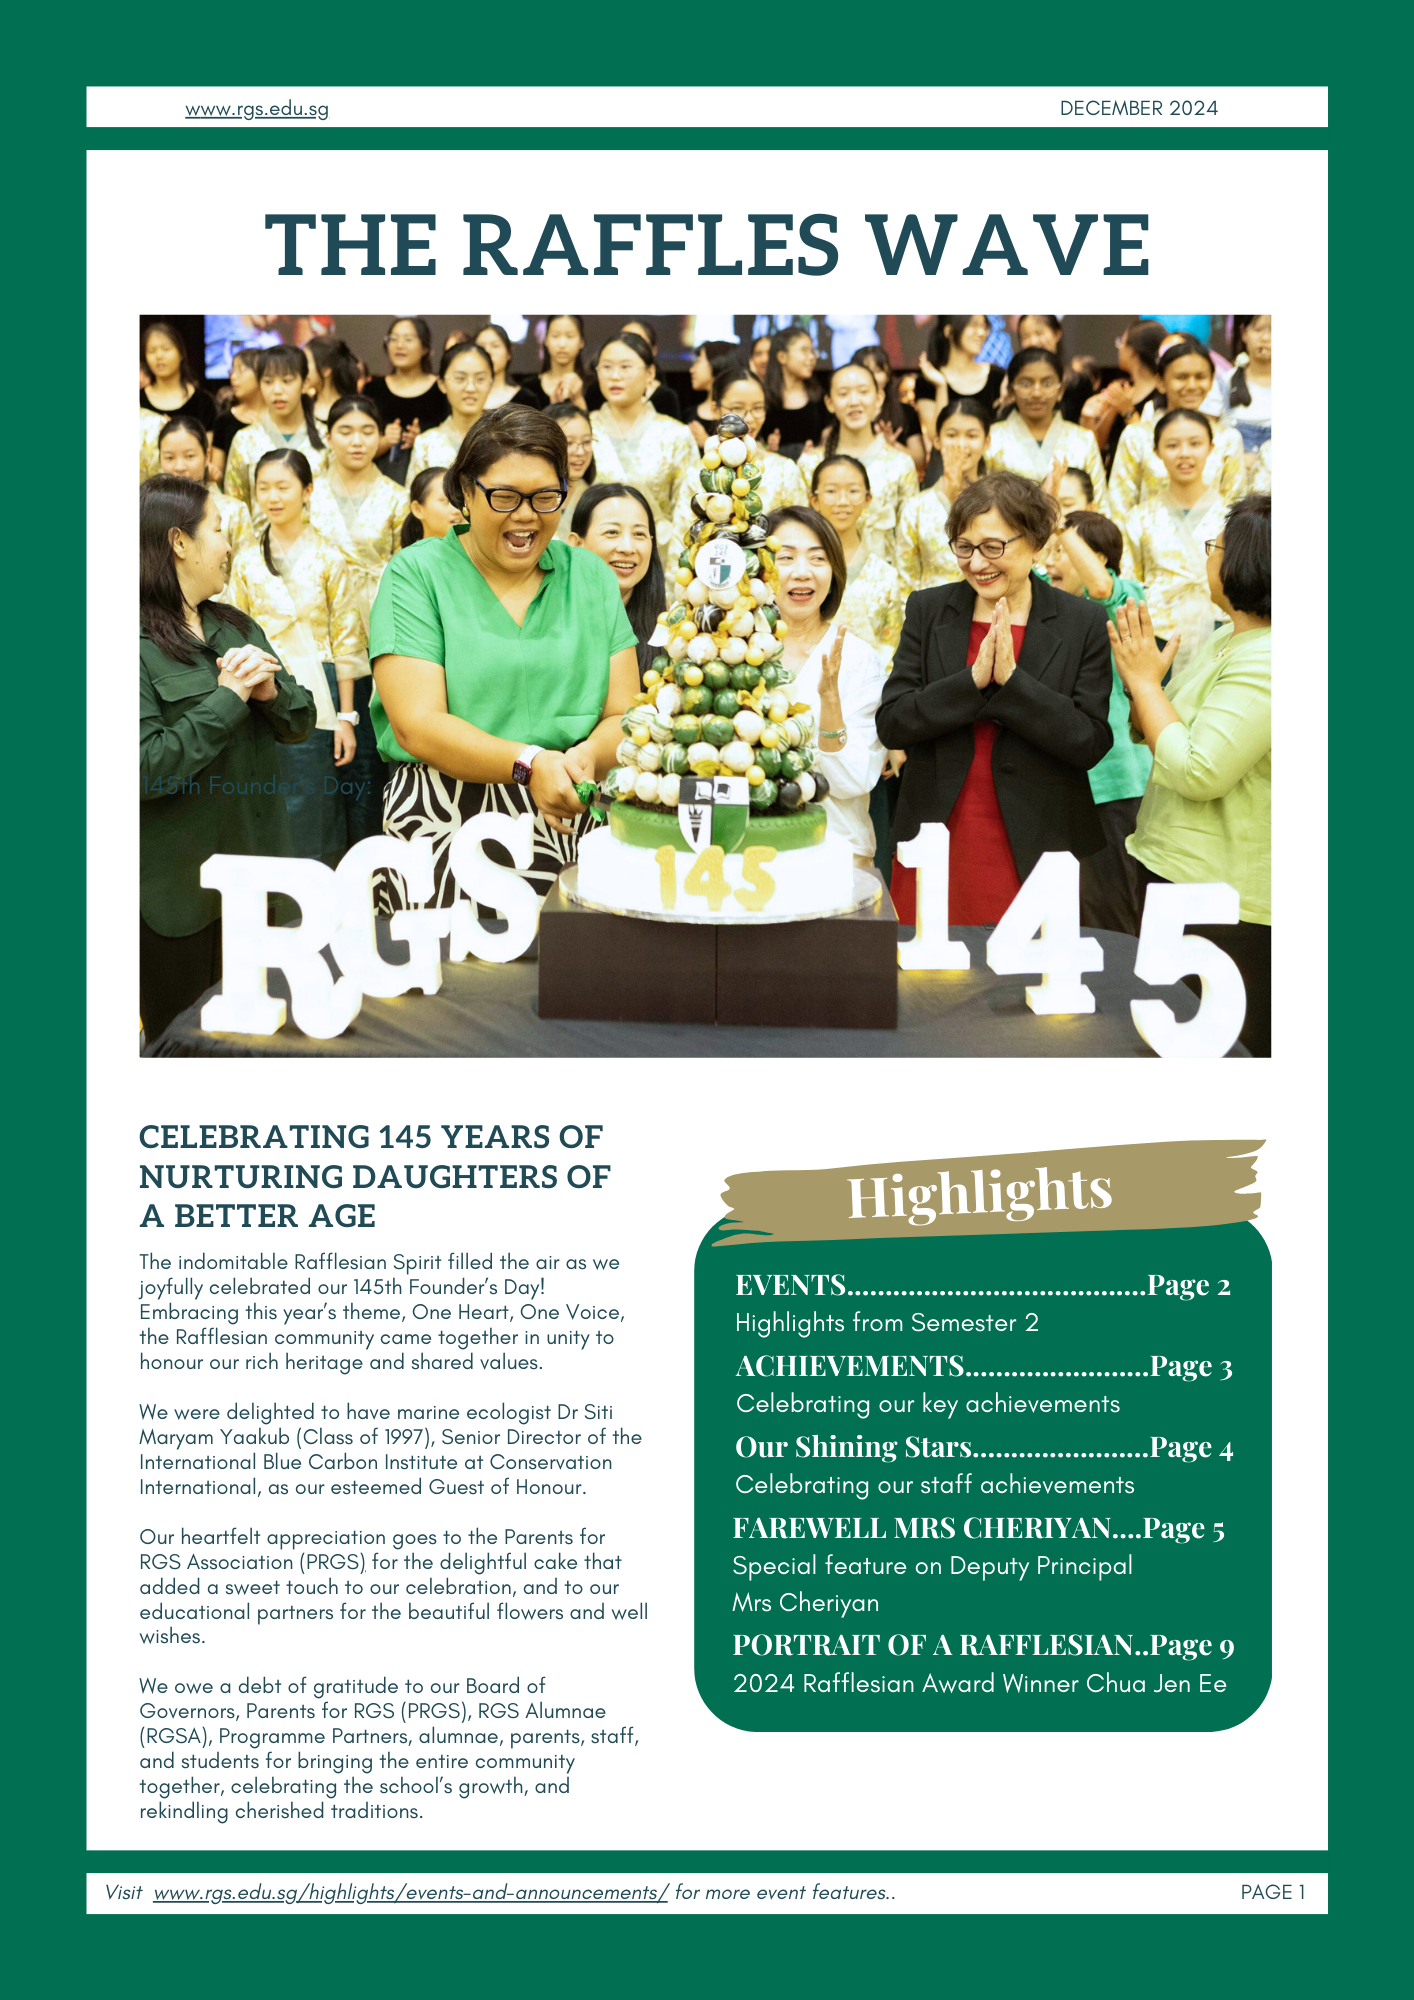 www.rgs.edu.sg
DECEMBER 2024
THE RAFFLES WAVE
145th Founder's Day:
RGS
145
145
CELEBRATING 145 YEARS OF
NURTURING DAUGHTERS OF
A BETTER AGE
The indomitable Rafflesian Spirit filled the air as we
joyfully celebrated our 145th Founder's Day!
Embracing this year's theme, One Heart, One Voice,
the Rafflesian community came together in unity to
honour our rich heritage and shared values.
We were delighted to have marine ecologist Dr Siti
Maryam Yaakub (Class of 1997), Senior Director of the
International Blue Carbon Institute at Conservation
International, as our esteemed Guest of Honour.
Our heartfelt appreciation goes to the Parents for
RGS Association (PRGS) for the delightful cake that
added a sweet touch to our celebration, and to our
educational partners for the beautiful flowers and well
wishes.
We owe a debt of gratitude to our Board of
Governors, Parents for RGS (PRGS), RGS Alumnae
(RGSA), Programme Partners, alumnae, parents, staff,
and students for bringing the entire community
together, celebrating the school's growth, and
rekindling cherished traditions.
Highlights
EVENTS.......................................Page 2
Highlights from Semester 2
ACHIEVEMENTS........................Page 3
Celebrating our key achievements
Our Shining Stars.......................Page 4
Celebrating our staff achievements
FAREWELL MRS CHERIYAN....Page 5
Special feature on Deputy Principal
Mrs Cheriyan
PORTRAIT OF A RAFFLESIAN..Page 9
2024 Rafflesian Award Winner Chua Jen Ee
Visit www.rgs.edu.sg/highlights/events-and-announcements/ for more event features..
PAGE 1